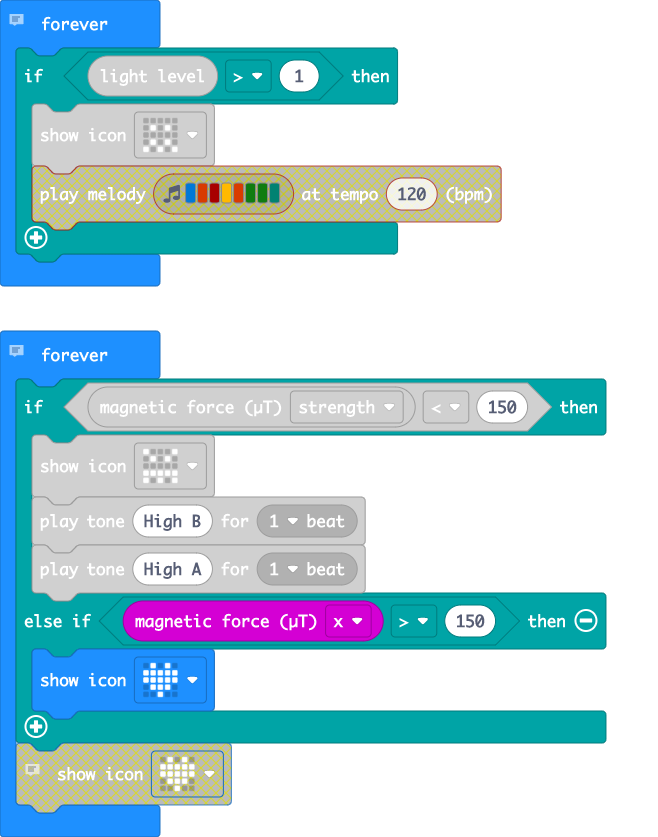 forever
if light level > 1 then
show icon
play melody at tempo 120 (bpm)
forever
if magnetic force (µT) strength < 150 then
show icon
play tone High B for 1 beat
play tone High A for 1 beat
else if magnetic force (µT) x > 150 then
show icon
show icon